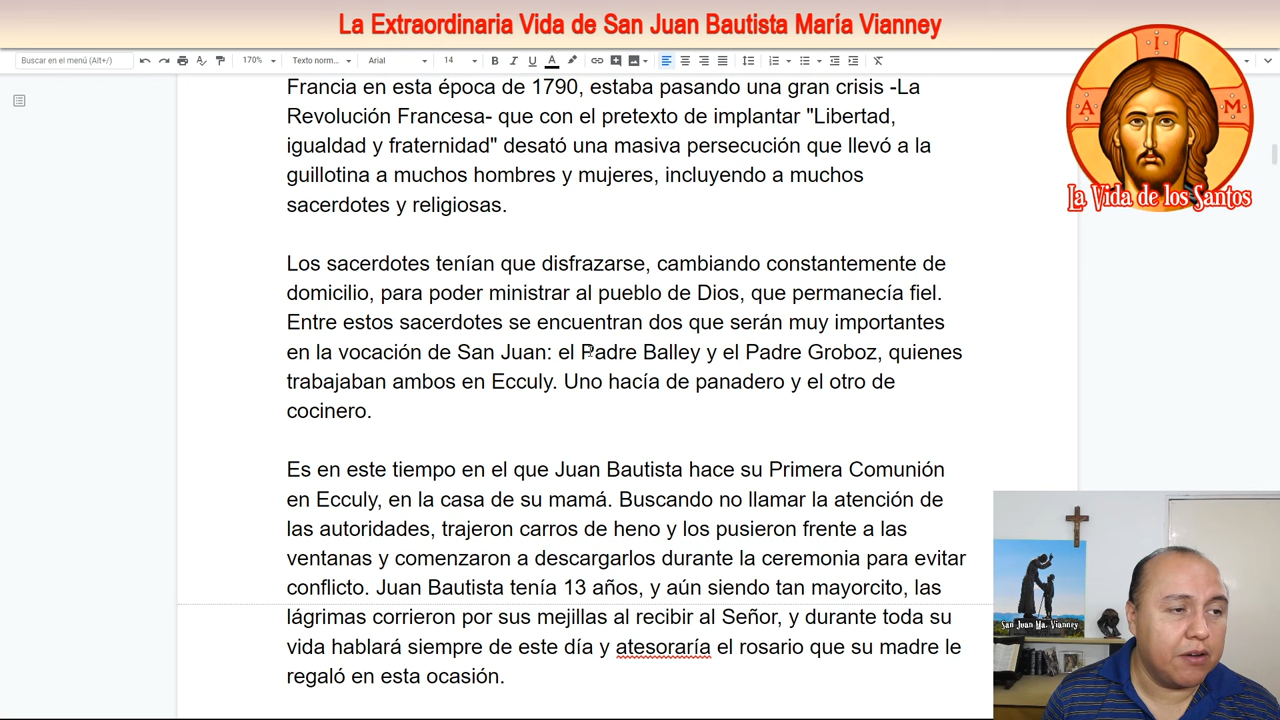 La Extraordinaria Vida de San Juan Bautista María Vianney
Buscar en el menú (Alt+/)
170%
Texto norm...
Arial
14
B I U A
Francia en esta época de 1790, estaba pasando una gran crisis -La
Revolución Francesa- que con el pretexto de implantar "Libertad,
igualdad y fraternidad" desató una masiva persecución que llevó a la
guillotina a muchos hombres y mujeres, incluyendo a muchos
sacerdotes y religiosas.
Los sacerdotes tenían que disfrazarse, cambiando constantemente de
domicilio, para poder ministrar al pueblo de Dios, que permanecía fiel.
Entre estos sacerdotes se encuentran dos que serán muy importantes
en la vocación de San Juan: el Padre Balley y el Padre Groboz, quienes
trabajaban ambos en Ecculy. Uno hacía de panadero y el otro de
cocinero.
Es en este tiempo en el que Juan Bautista hace su Primera Comunión
en Ecculy, en la casa de su mamá. Buscando no llamar la atención de
las autoridades, trajeron carros de heno y los pusieron frente a las
ventanas y comenzaron a descargarlos durante la ceremonia para evitar
conflicto. Juan Bautista tenía 13 años, y aún siendo tan mayorcito, las
lágrimas corrieron por sus mejillas al recibir al Señor, y durante toda su
vida hablará siempre de este día y atesoraría el rosario que su madre le
regaló en esta ocasión.
I
A M
La Vida de los Santos
San Juan Ma. Vianney